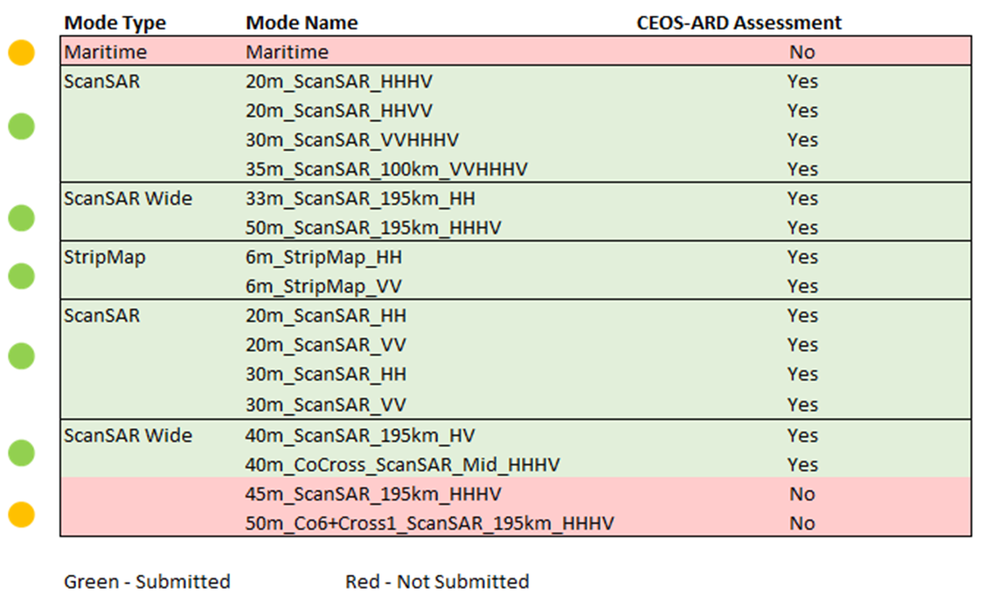 Mode Type Mode Name CEOS-ARD Assessment
Maritime Maritime No
ScanSAR 20m_ScanSAR_HHHV Yes
20m_ScanSAR_HHVV Yes
30m_ScanSAR_VVHHHV Yes
35m_ScanSAR_100km_VVHHHV Yes
ScanSAR Wide 33m_ScanSAR_195km_HH Yes
50m_ScanSAR_195km_HHHV Yes
StripMap 6m_StripMap_HH Yes
6m_StripMap_VV Yes
ScanSAR 20m_ScanSAR_HH Yes
20m_ScanSAR_VV Yes
30m_ScanSAR_HH Yes
30m_ScanSAR_VV Yes
ScanSAR Wide 40m_ScanSAR_195km_HV Yes
40m_CoCross_ScanSAR_Mid_HHHV Yes
45m_ScanSAR_195km_HHHV No
50m_Co6+Cross1_ScanSAR_195km_HHHV No
Green - Submitted Red - Not Submitted